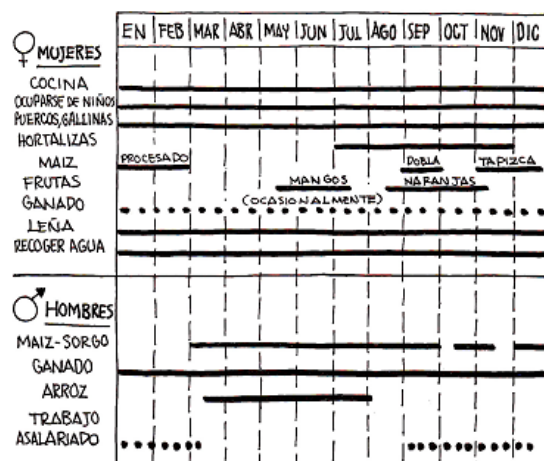 EN FEB MAR ABR MAY JUN JUL AGO SEP OCT NOV DIC
♀ MUJERES
COCINA
OCUPARSE DE NIÑOS
PUERCOS, GALLINAS
HORTALIZAS
MAIZ PROCESADO DOBLA TAPIZCA
FRUTAS MANGOS NARANJAS
GANADO (OCASIONALMENTE)
LEÑA
RECOGER AGUA
♂ HOMBRES
MAIZ-SORGO
GANADO
ARROZ
TRABAJO
ASALARIADO